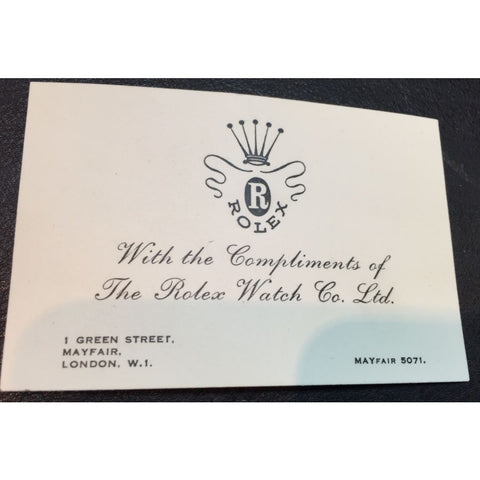 R
ROLEX
With the Compliments of
The Rolex Watch Co. Ltd.
1 GREEN STREET,
MAYFAIR,
LONDON, W.1.
MAYFAIR 5071.